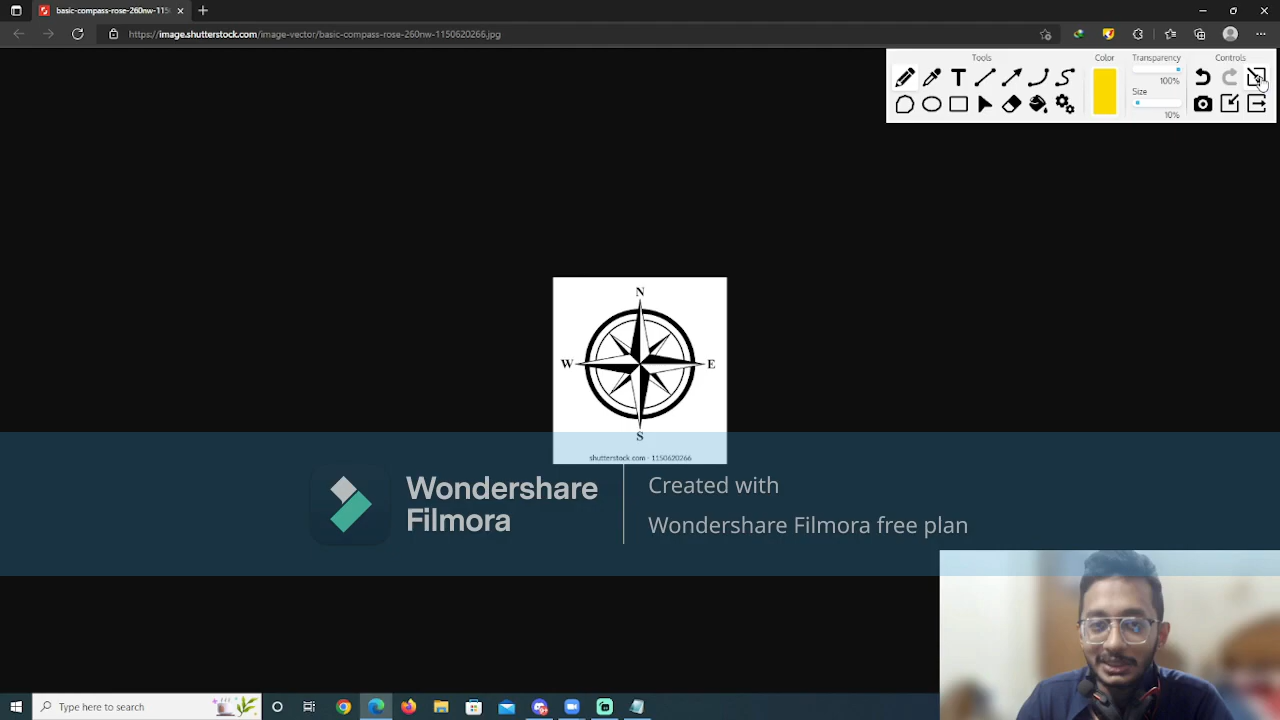 basic-compass-rose-260nw-115
https://image.shutterstock.com/image-vector/basic-compass-rose-260nw-1150620266.jpg
Tools
Color
Transparency
Controls
100%
Size
10%
T
N
W
E
S
shutterstock.com · 1150620266
Wondershare
Filmora
Created with
Wondershare Filmora free plan
Type here to search